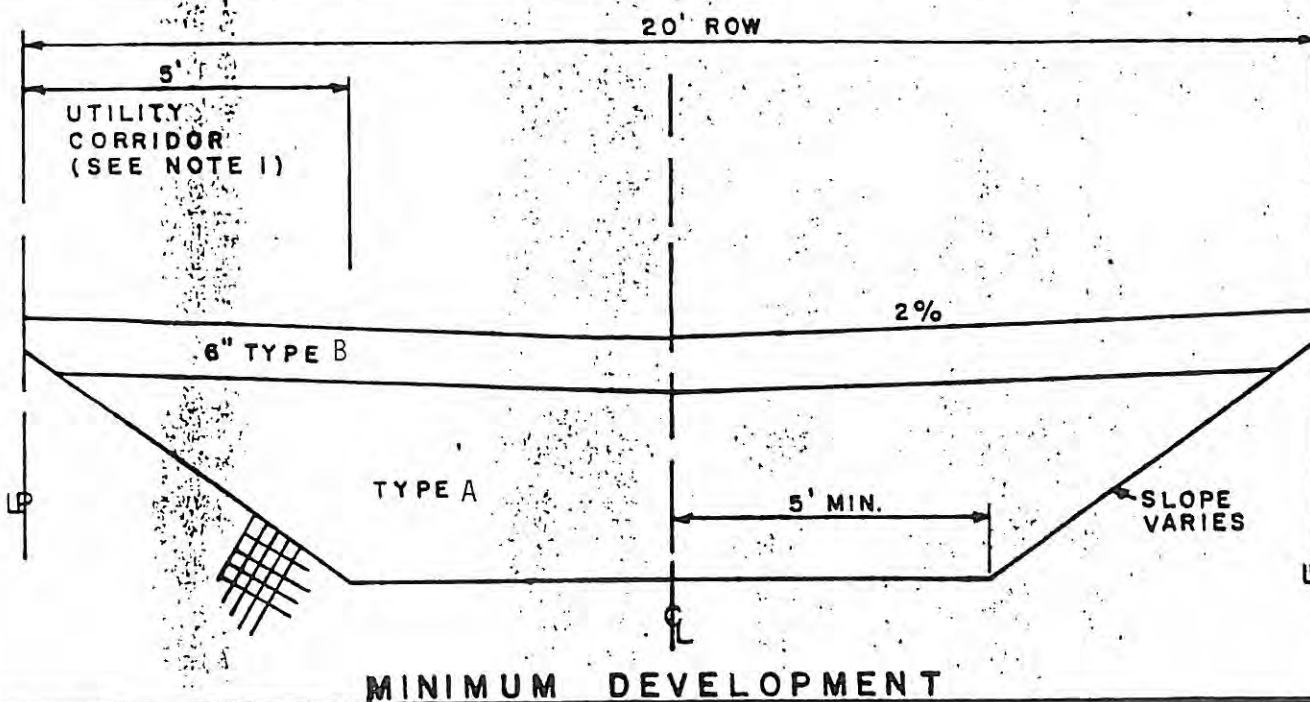 20' ROW
5'
UTILITY
CORRIDOR
(SEE NOTE 1)
2%
6" TYPE B
TYPE A
5' MIN.
SLOPE
VARIES
PL
CL
MINIMUM DEVELOPMENT